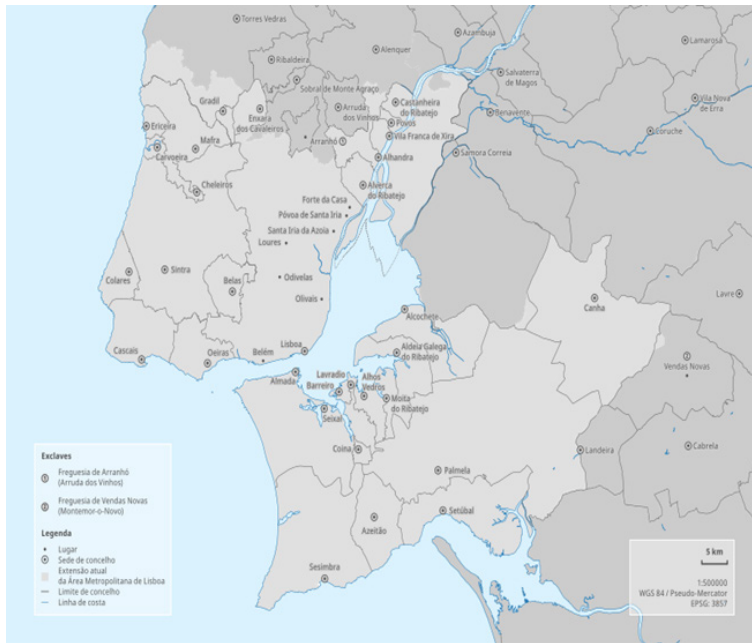 Torres Vedras
Azambuja
Lamarosa
Alenquer
Ribaldeira
Salvaterra
de Magos
Sobral de Monte Agraço
Vila Nova
de Erra
Gradil
Enxara
dos Cavaleiros
Arruda
dos Vinhos
Castanheira
do Ribatejo
Benavente
Povos
Ericeira
Vila Franca de Xira
Coruche
Mafra
Arranhó
Carvoeira
Alhandra
Samora Correia
Cheleiros
Alverca
do Ribatejo
Forte da Casa
Póvoa de Santa Iria
Santa Iria da Azoia
Loures
Colares
Sintra
Belas
Odivelas
Olivais
Canha
Lavre
Alcochete
Cascais
Oeiras
Belém
Lisboa
Aldeia Galega
do Ribatejo
Vendas Novas
Almada
Lavradio
Barreiro
Alhos
Vedros
Moita
do Ribatejo
Seixal
Coina
Landeira
Cabrela
Palmela
Azeitão
Setúbal
Sesimbra
Exclaves
1 Freguesia de Arranhó
(Arruda dos Vinhos)
2 Freguesia de Vendas Novas
(Montemor-o-Novo)
Legenda
Lugar
Sede de concelho
Extensão atual
da Área Metropolitana de Lisboa
Limite de concelho
Linha de costa
5 km
1:500000
WGS 84 / Pseudo-Mercator
EPSG: 3857